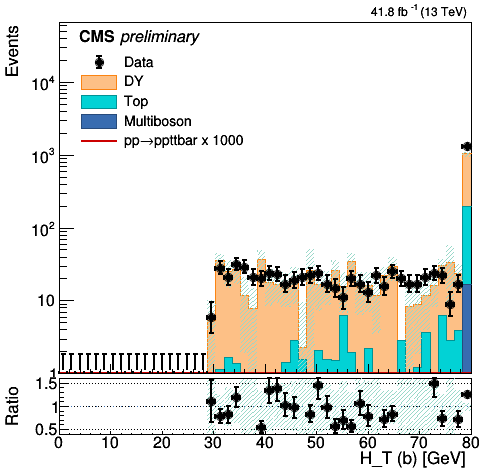 41.8 fb⁻¹ (13 TeV)
CMS preliminary
Data
DY
Top
Multiboson
pp→ppttbar x 1000
Events
10⁴
10³
10²
10
1
Ratio
1.5
1
0.5
0 10 20 30 40 50 60 70 80
H_T (b) [GeV]